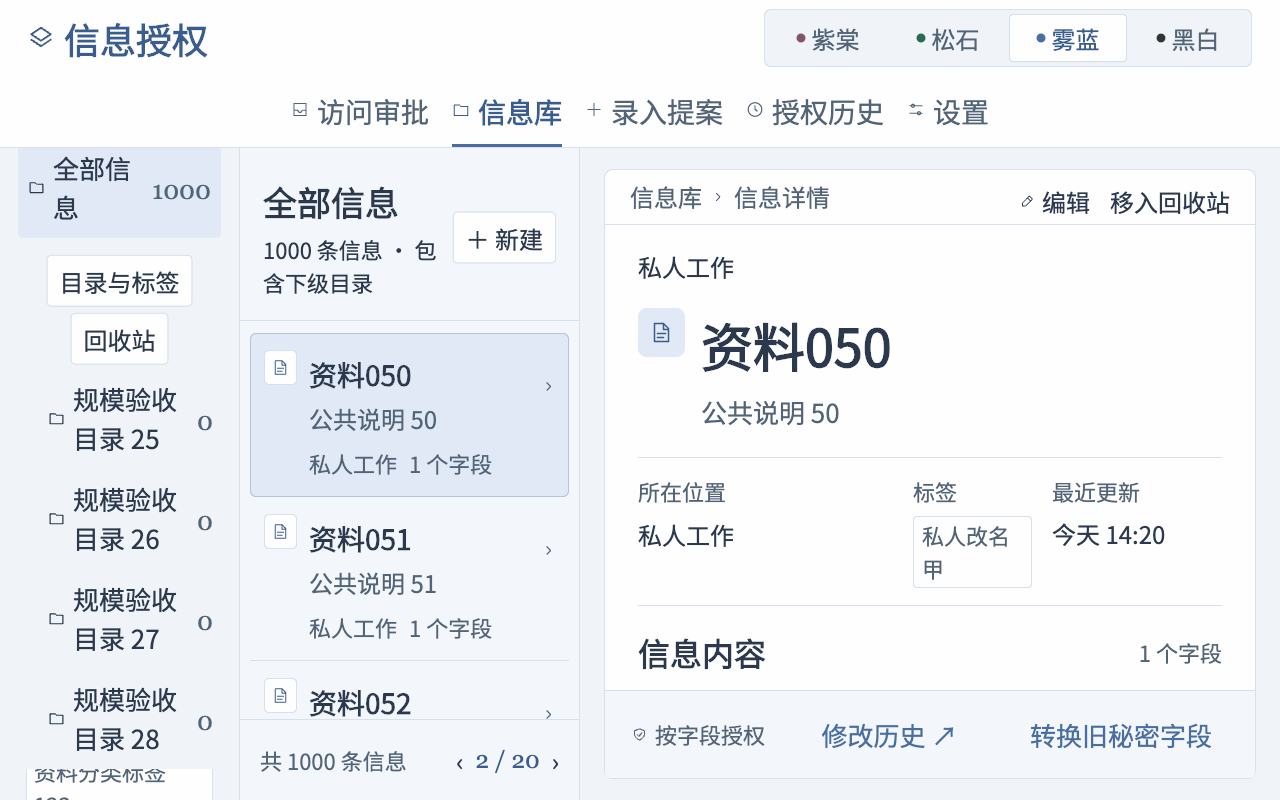 信息授权
紫棠
松石
雾蓝
黑白
访问审批
信息库
录入提案
授权历史
设置
全部信
息
1000
目录与标签
回收站
规模验收
目录 25
0
规模验收
目录 26
0
规模验收
目录 27
0
规模验收
目录 28
0
资料分类标签
全部信息
1000 条信息 · 包
含下级目录
＋ 新建
资料050
公共说明 50
私人工作 1 个字段
›
资料051
公共说明 51
私人工作 1 个字段
›
资料052
›
共 1000 条信息
‹ 2 / 20 ›
信息库 › 信息详情
编辑
移入回收站
私人工作
资料050
公共说明 50
所在位置
私人工作
标签
私人改名
甲
最近更新
今天 14:20
信息内容
1 个字段
按字段授权
修改历史 ↗
转换旧秘密字段